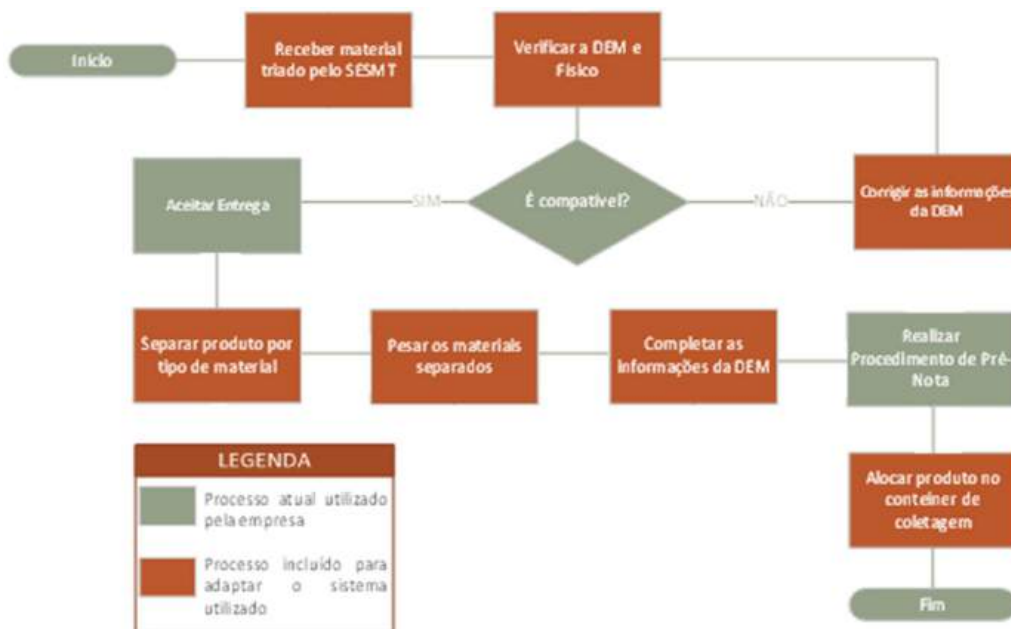 Início
Receber material
triado pelo SESMT
Verificar a DEM e
Físico
Aceitar Entrega
SIM
É compatível?
NÃO
Corrigir as informações
da DEM
Separar produto por
tipo de material
Pesar os materiais
separados
Completar as
informações da DEM
Realizar
Procedimento de Pré-
Nota
Alocar produto no
conteiner de
coletagem
Fim
LEGENDA
Processo atual utilizado
pela empresa
Processo incluído para
adaptar o sistema
utilizado